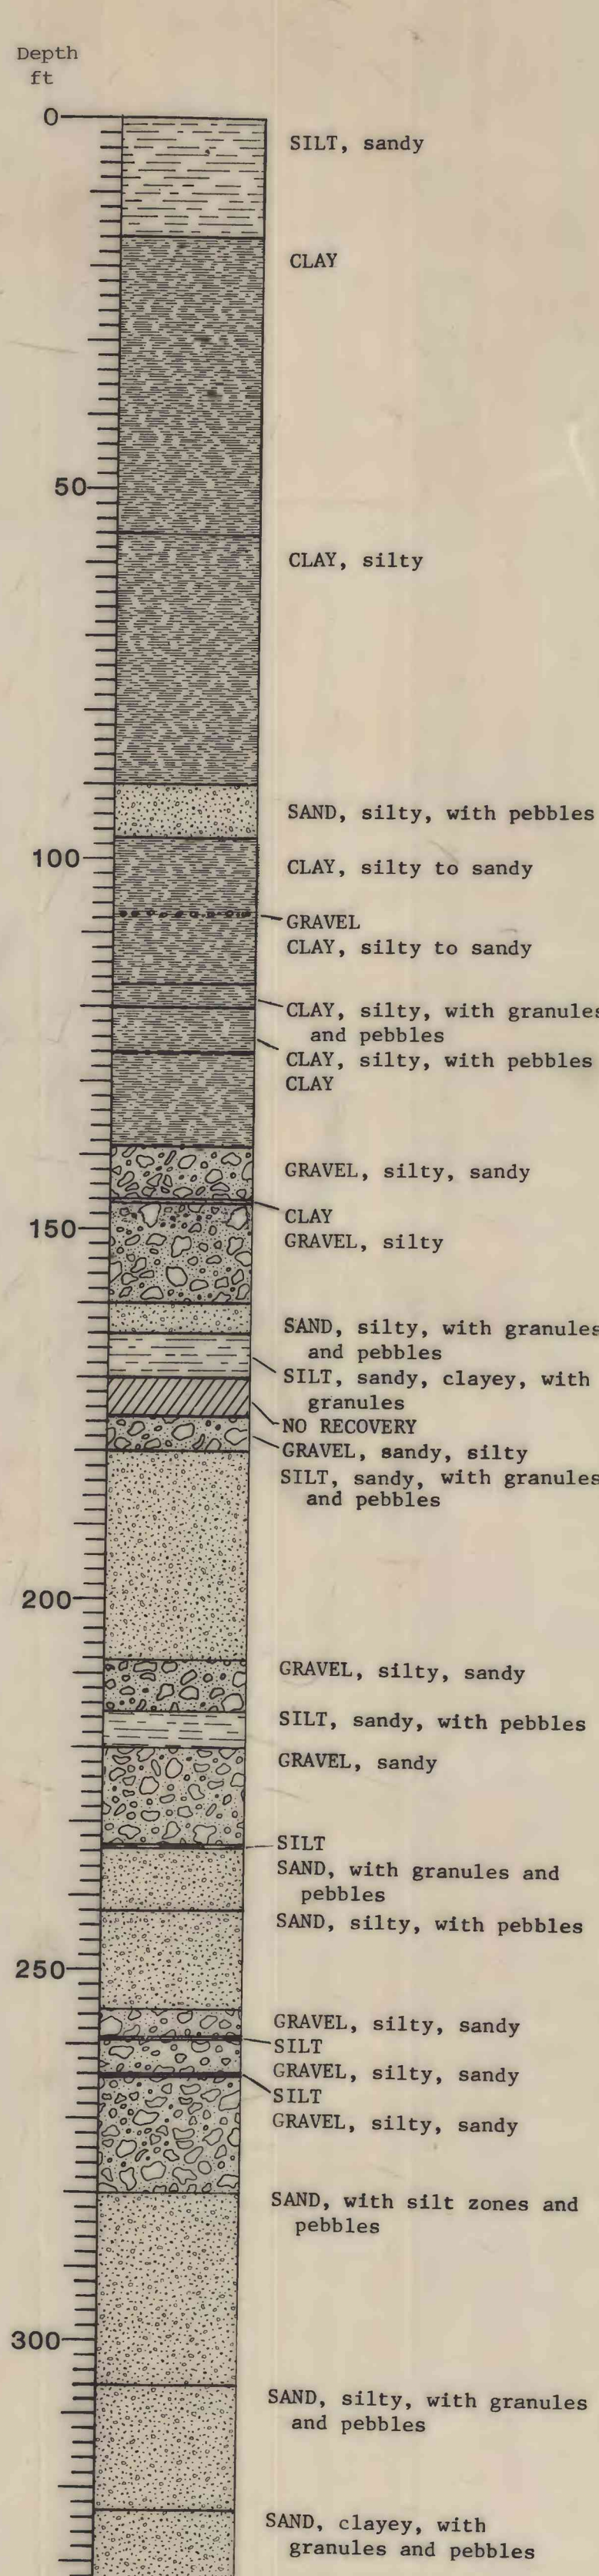 Depth
ft
0
SILT, sandy
CLAY
50
CLAY, silty
SAND, silty, with pebbles
100
CLAY, silty to sandy
GRAVEL
CLAY, silty to sandy
CLAY, silty, with granules
and pebbles
CLAY, silty, with pebbles
CLAY
GRAVEL, silty, sandy
CLAY
150
GRAVEL, silty
SAND, silty, with granules
and pebbles
SILT, sandy, clayey, with
granules
NO RECOVERY
GRAVEL, sandy, silty
SILT, sandy, with granules
and pebbles
200
GRAVEL, silty, sandy
SILT, sandy, with pebbles
GRAVEL, sandy
SILT
SAND, with granules and
pebbles
SAND, silty, with pebbles
250
GRAVEL, silty, sandy
SILT
GRAVEL, silty, sandy
SILT
GRAVEL, silty, sandy
SAND, with silt zones and
pebbles
300
SAND, silty, with granules
and pebbles
SAND, clayey, with
granules and pebbles